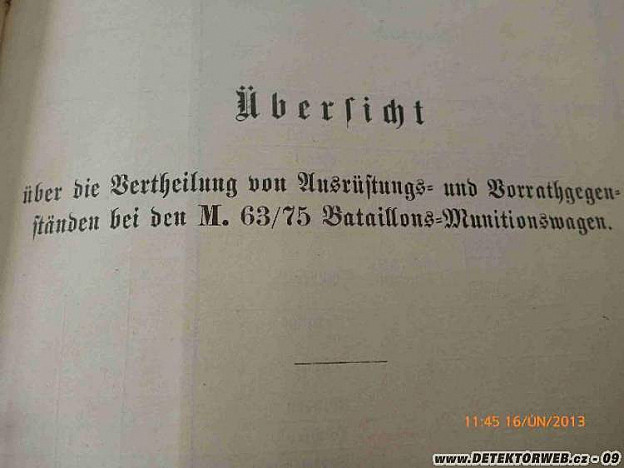 Überſicht
über die Vertheilung von Ausrüſtungs- und Vorrathgegen-
ſtänden bei den M. 63/75 Bataillons-Munitionswagen.
11:45 16/ÚN/2013
www.DETEKTORWEB.cz - 09